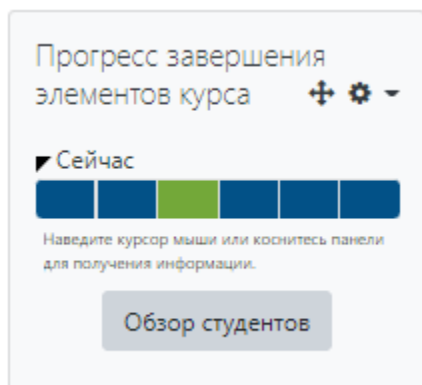 Прогресс завершения
элементов курса
Сейчас
Наведите курсор мыши или коснитесь панели
для получения информации.
Обзор студентов